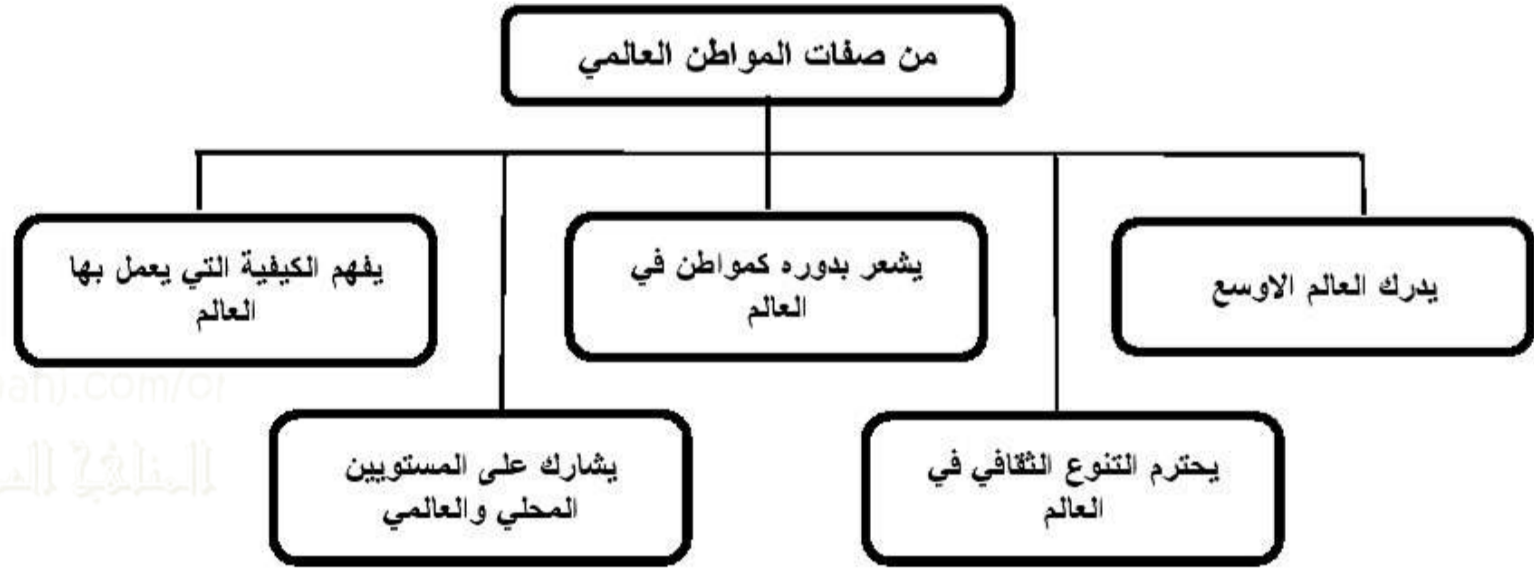 من صفات المواطن العالمي
يدرك العالم الاوسع
يشعر بدوره كمواطن في
العالم
يفهم الكيفية التي يعمل بها
العالم
يحترم التنوع الثقافي في
العالم
يشارك على المستويين
المحلي والعالمي